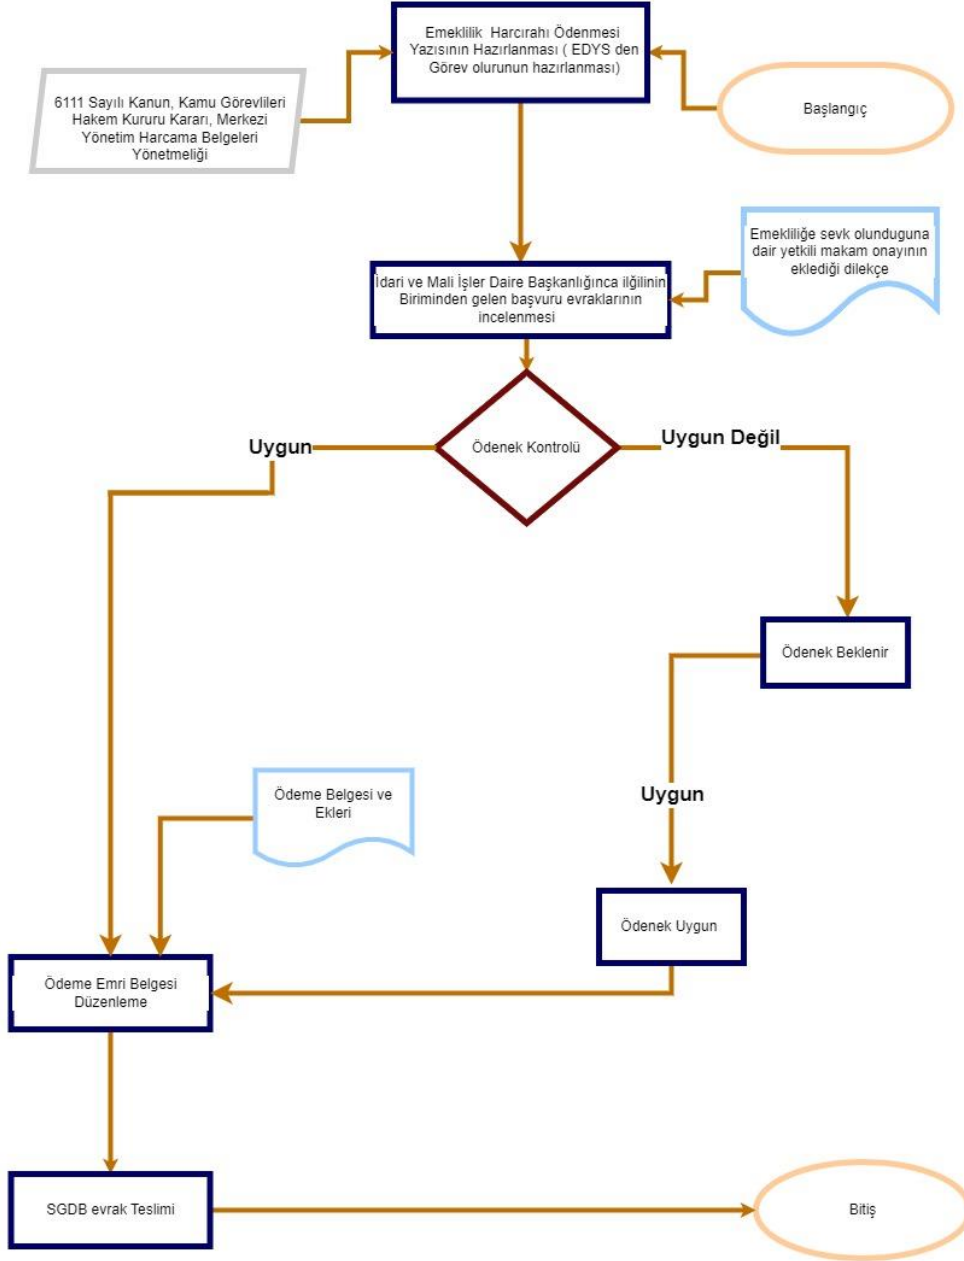 Emeklilik Harcırahı Ödenmesi
Yazısının Hazırlanması ( EDYS den
Görev olurunun hazırlanması)
6111 Sayılı Kanun, Kamu Görevlileri
Hakem Kururu Kararı, Merkezi
Yönetim Harcama Belgeleri
Yönetmeliği
Başlangıç
Emekliliğe sevk olunduguna
dair yetkili makam onayının
eklediği dilekçe
İdari ve Mali İşler Daire Başkanlığınca ilğilinin
Biriminden gelen başvuru evraklarının
incelenmesi
Uygun
Ödenek Kontrolü
Uygun Değil
Ödenek Beklenir
Ödeme Belgesi ve
Ekleri
Uygun
Ödenek Uygun
Ödeme Emri Belgesi
Düzenleme
SGDB evrak Teslimi
Bitiş